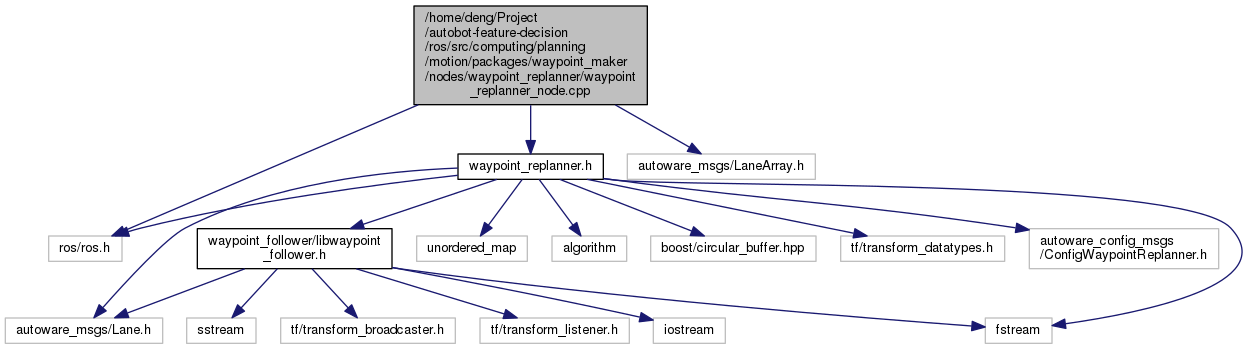 /home/deng/Project
/autobot-feature-decision
/ros/src/computing/planning
/motion/packages/waypoint_maker
/nodes/waypoint_replanner/waypoint
_replanner_node.cpp
waypoint_replanner.h
autoware_msgs/LaneArray.h
ros/ros.h
waypoint_follower/libwaypoint
_follower.h
unordered_map
algorithm
boost/circular_buffer.hpp
tf/transform_datatypes.h
autoware_config_msgs
/ConfigWaypointReplanner.h
autoware_msgs/Lane.h
sstream
tf/transform_broadcaster.h
tf/transform_listener.h
iostream
fstream